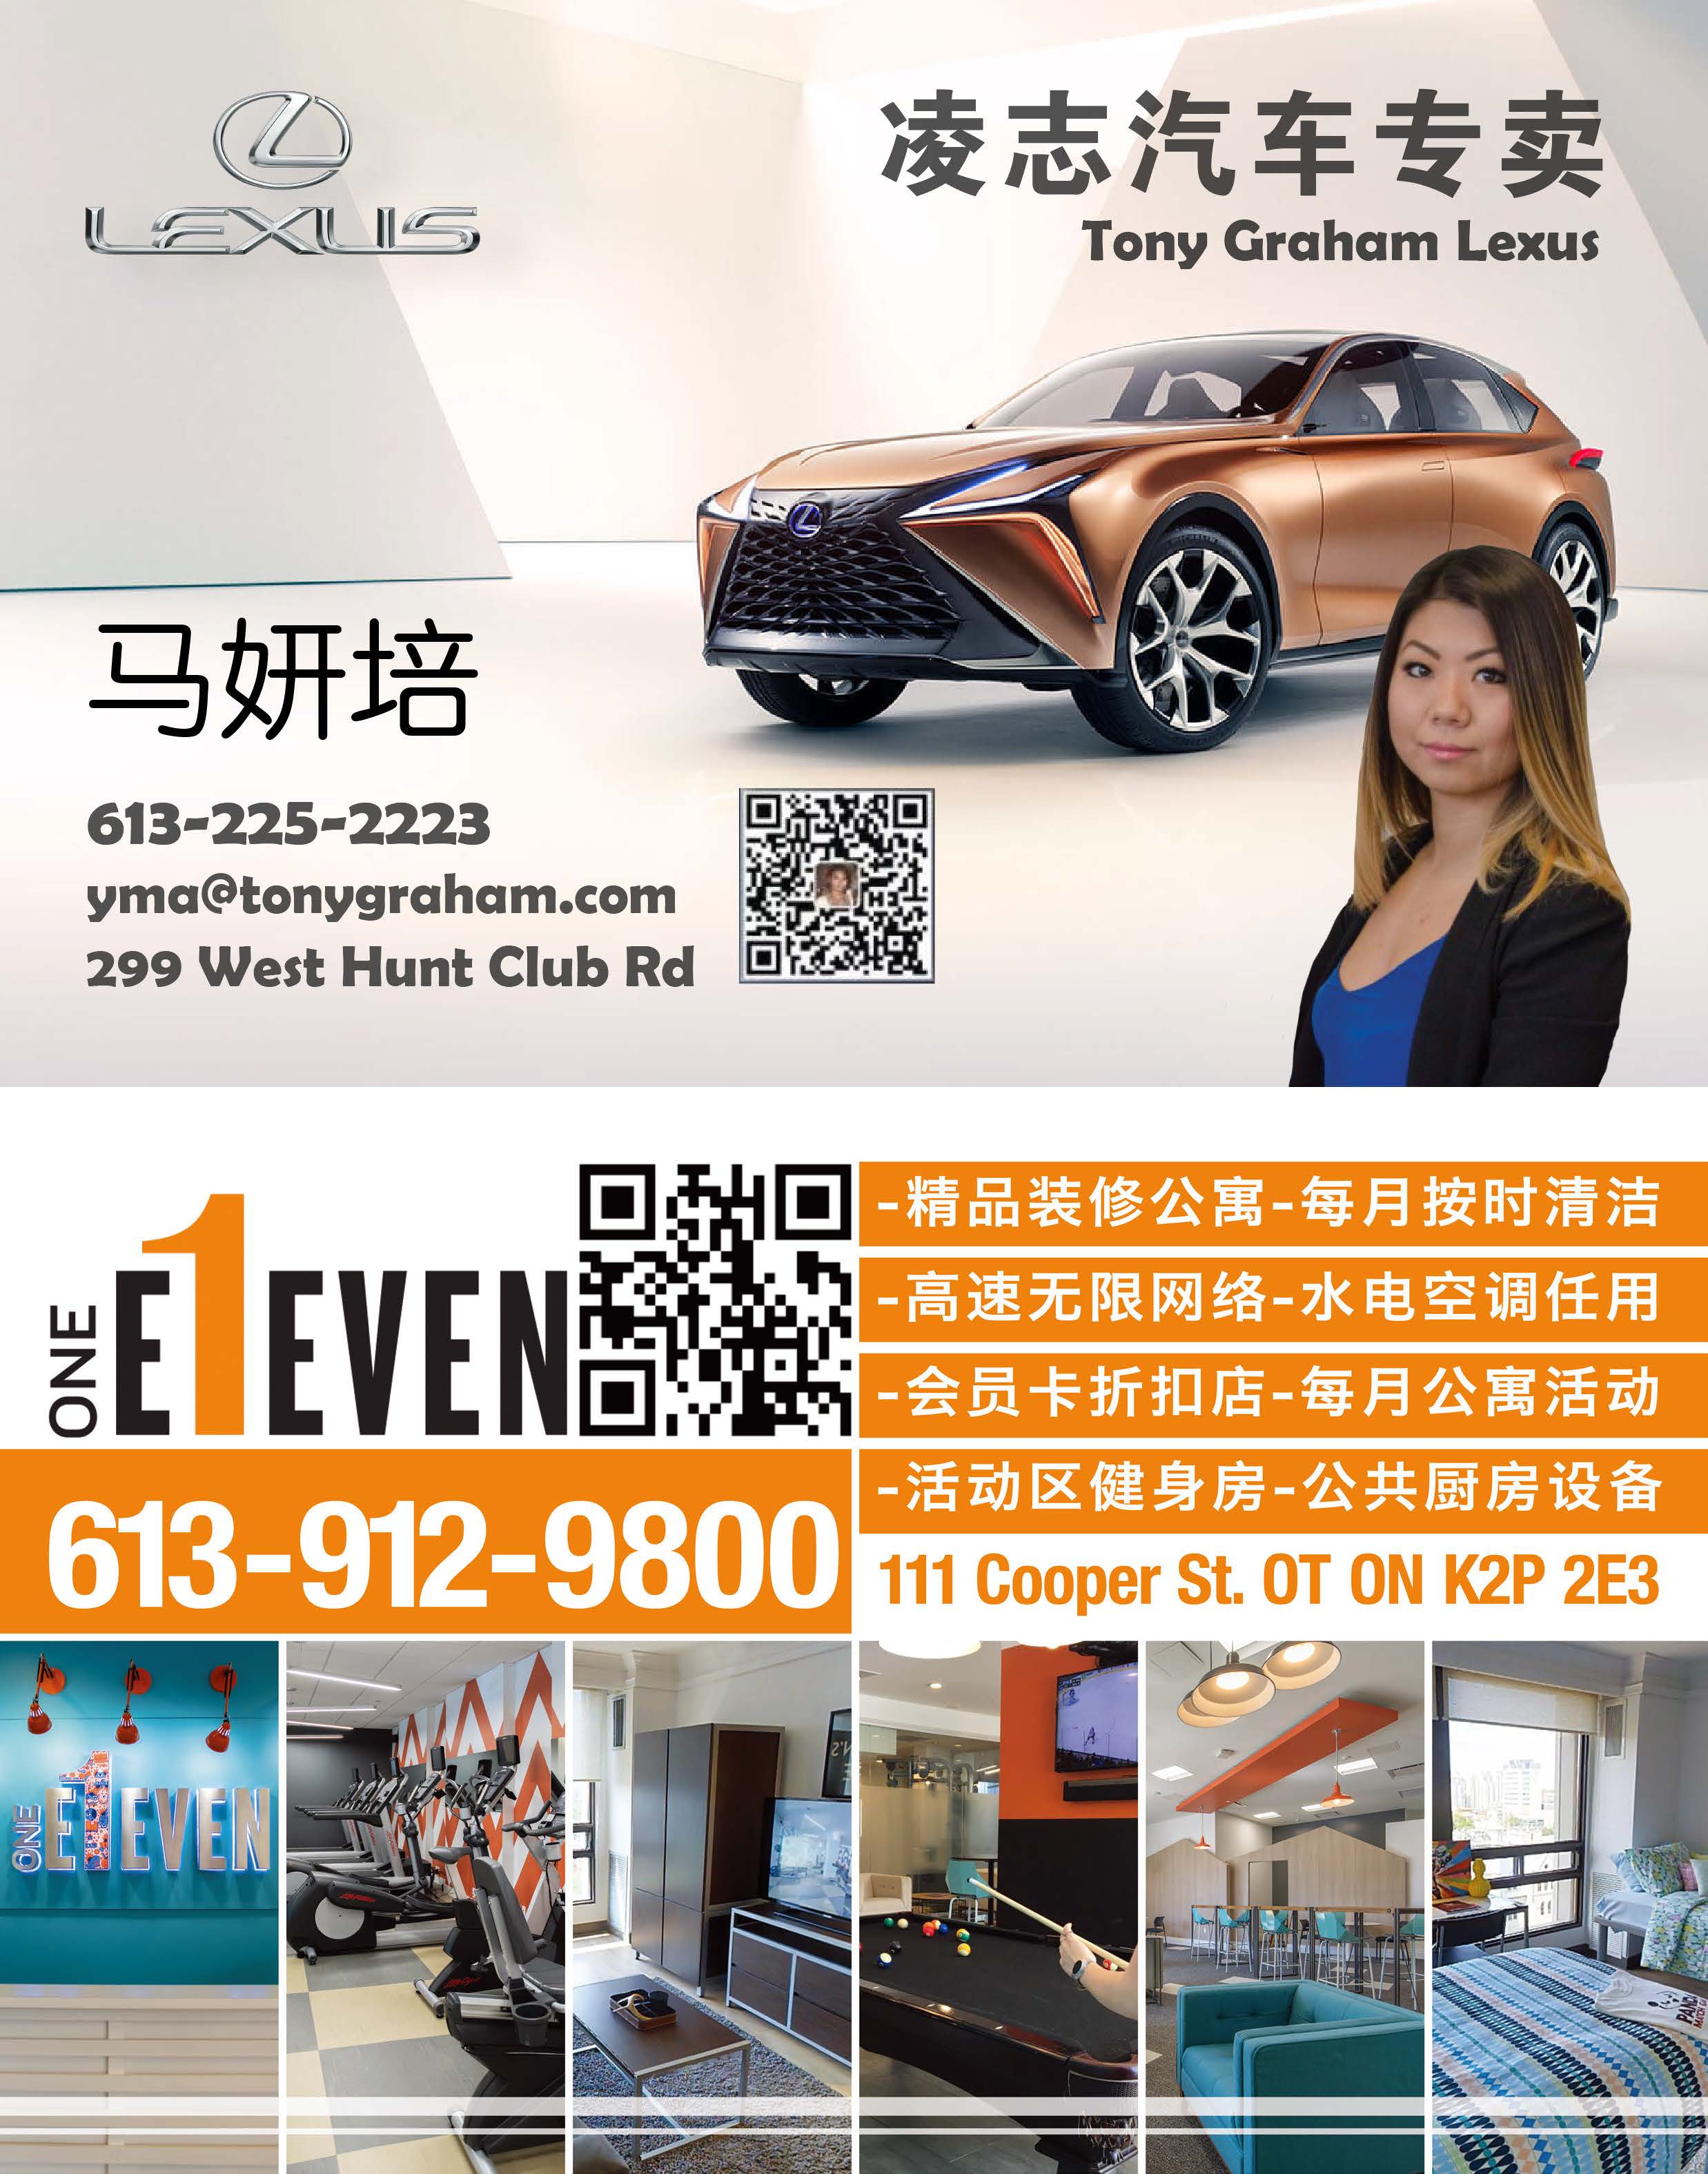 LEXUS
凌志汽车专卖
Tony Graham Lexus
马妍培
613-225-2223
yma@tonygraham.com
299 West Hunt Club Rd
ONE E1EVEN
-精品装修公寓-每月按时清洁
-高速无限网络-水电空调任用
-会员卡折扣店-每月公寓活动
-活动区健身房-公共厨房设备
613-912-9800
111 Cooper St. OT ON K2P 2E3
ONE E1EVEN